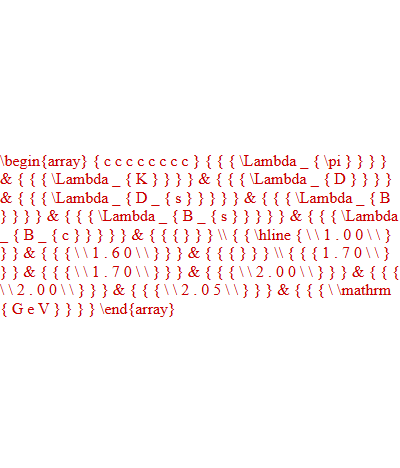 \begin{array} { c c c c c c c c } { { { \Lambda _ { \pi } } } }
& { { { \Lambda _ { K } } } } & { { { \Lambda _ { D } } } }
& { { { \Lambda _ { D _ { s } } } } } & { { { \Lambda _ { B
} } } } & { { { \Lambda _ { B _ { s } } } } } & { { { \Lambda
_ { B _ { c } } } } } & { { { } } } \\ { { \hline { \\ 1 . 0 0 \\ }
} } & { { { \\ 1 . 6 0 \\ } } } & { { { } } } \\ { { { 1 . 7 0 \\ }
} } & { { { \\ 1 . 7 0 \\ } } } & { { { \\ 2 . 0 0 \\ } } } & { { {
\\ 2 . 0 0 \\ } } } & { { { \\ 2 . 0 5 \\ } } } & { { { \ \mathrm
{ G e V } } } } \end{array}